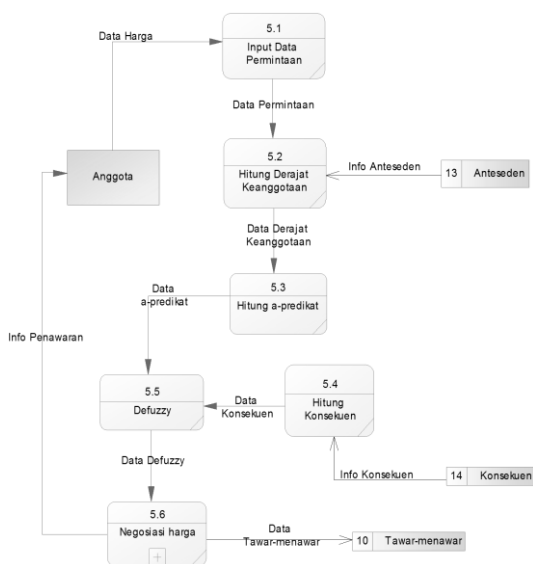 5.1
Data Harga
Input Data
Permintaan
Data Permintaan
5.2
Info Anteseden
Hitung Derajat
Keanggotaan
13 Anteseden
Anggota
Data Derajat
Keanggotaan
5.3
Data
a-predikat
Hitung a-predikat
Info Penawaran
5.4
5.5
Data
Konsekuen
Hitung
Konsekuen
Defuzzy
Data Defuzzy
Info Konsekuen
14 Konsekuen
5.6
Negosiasi harga
Data
Tawar-menawar
10 Tawar-menawar